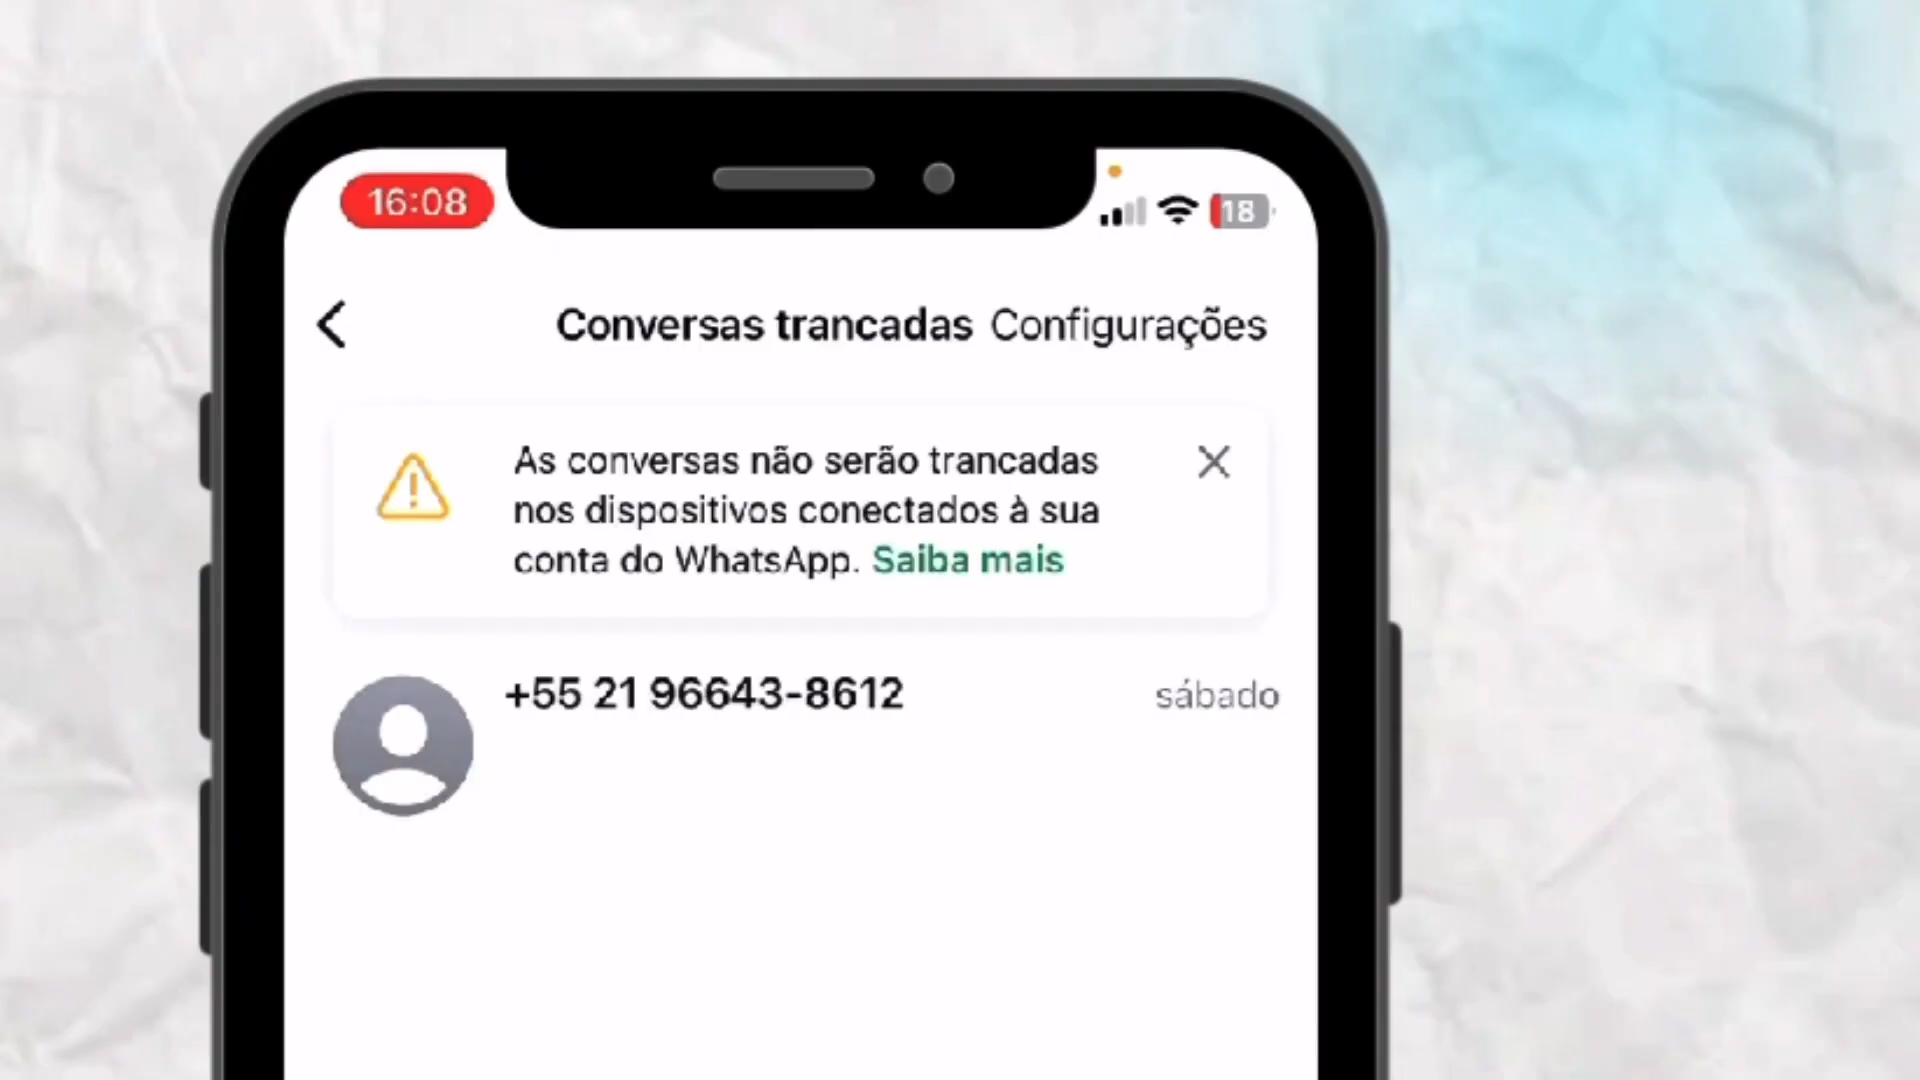 16:08
18
Conversas trancadas Configurações
As conversas não serão trancadas
nos dispositivos conectados à sua
conta do WhatsApp. Saiba mais
+55 21 96643-8612 sábado